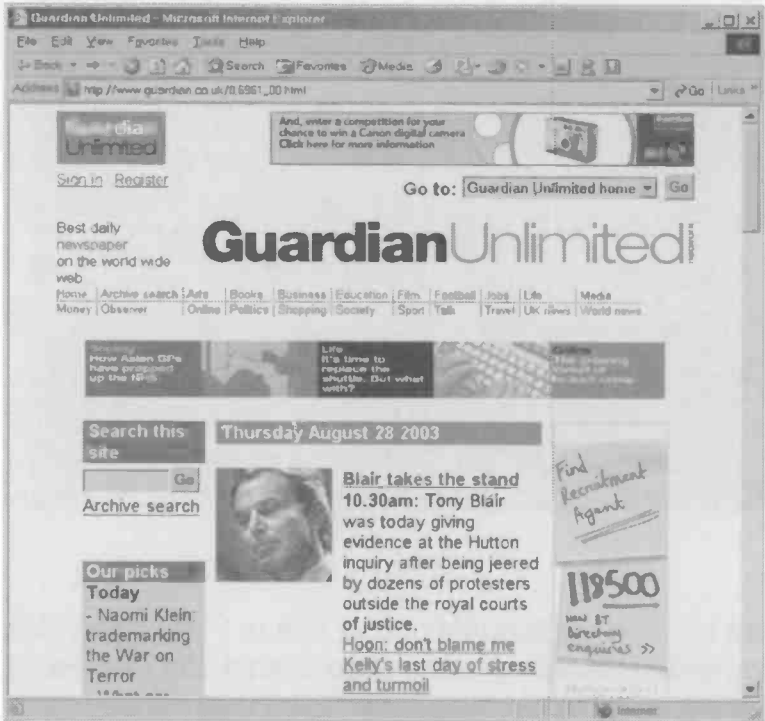 Guardian Unlimited - Microsoft Internet Explorer
File Edit View Favorites Tools Help
Back Search Favorites Media
Address http://www.guardian.co.uk/0,6961,,00.html Go Links »
Guardia
Unlimited
And, enter a competition for your
chance to win a Canon digital camera
Click here for more information
Sign in Register
Go to: Guardian Unlimited home Go
Best daily
newspaper
on the world wide
web
GuardianUnlimited
Home Archive search Arts Books Business Education Film Football Jobs Life Media
Money Observer Online Politics Shopping Society Sport Talk Travel UK news World news
Society
How Asian GPs
have propped
up the NHS
Life
It's time to
replace the
shuttle. But what
with?
Search this
site
Go
Archive search
Our picks
Today
- Naomi Klein:
trademarking
the War on
Terror
Thursday August 28 2003
Blair takes the stand
10.30am: Tony Blair
was today giving
evidence at the Hutton
inquiry after being jeered
by dozens of protesters
outside the royal courts
of justice.
Hoon: don't blame me
Kelly's last day of stress
and turmoil
Find
Recruitment
Agent
118500
new BT
Directory
enquiries >>
Internet